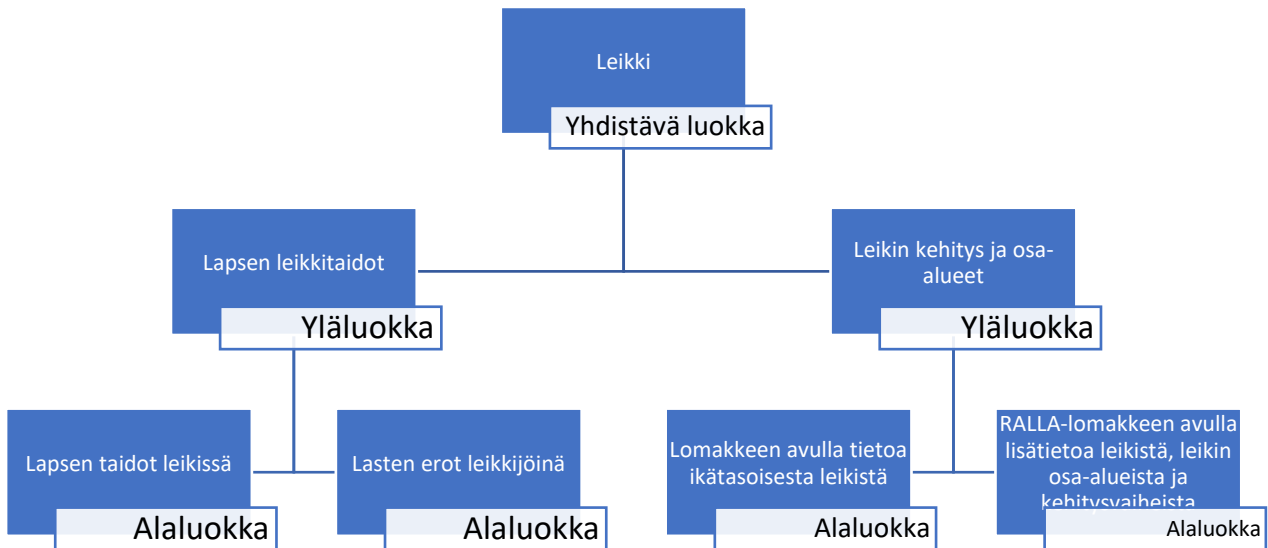 Leikki
Yhdistävä luokka
Lapsen leikkitaidot
Yläluokka
Leikin kehitys ja osa-
alueet
Yläluokka
Lapsen taidot leikissä
Alaluokka
Lasten erot leikkijöinä
Alaluokka
Lomakkeen avulla tietoa
ikätasoisesta leikistä
Alaluokka
RALLA-lomakkeen avulla
lisätietoa leikistä, leikin
osa-alueista ja
kehitysvaiheista
Alaluokka